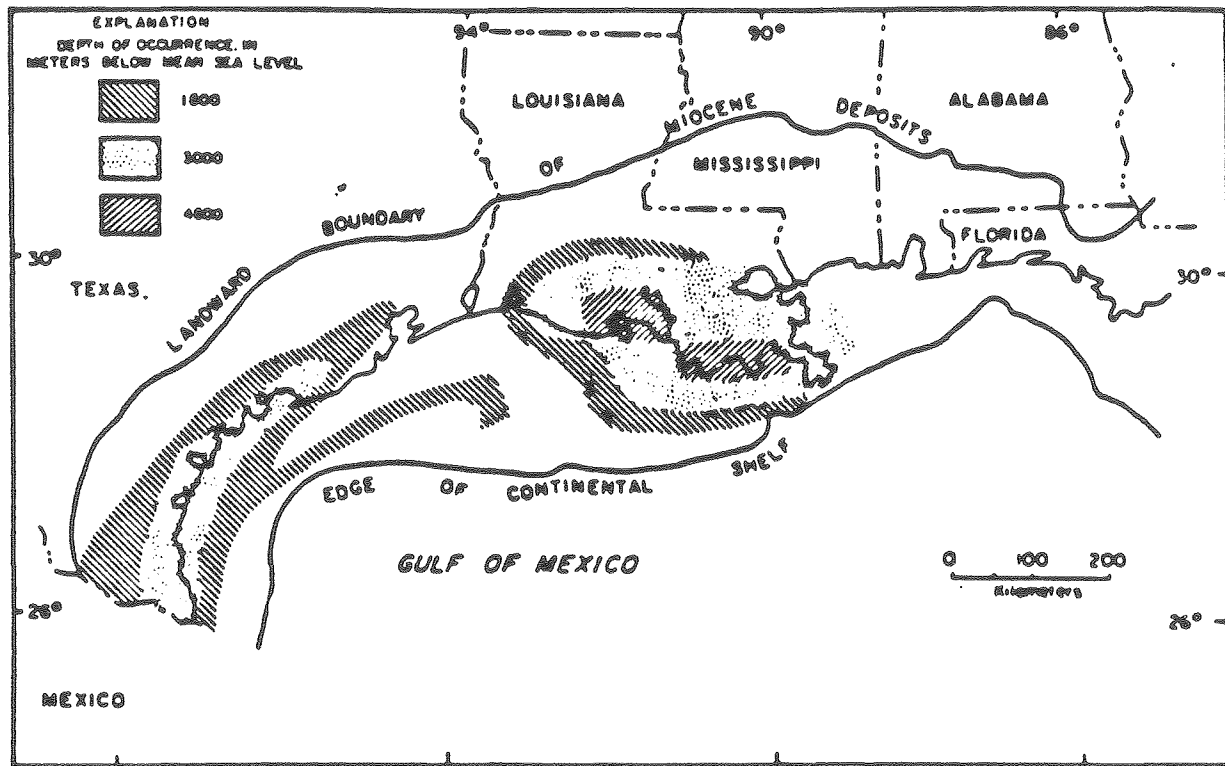 EXPLANATION
DEPTH OF OCCURRENCE, IN
METERS BELOW MEAN SEA LEVEL
1800
3000
4600
94°
90°
86°
LOUISIANA
MISSISSIPPI
ALABAMA
FLORIDA
TEXAS.
LANDWARD BOUNDARY OF MIOCENE DEPOSITS
30°
30°
EDGE OF CONTINENTAL SHELF
GULF OF MEXICO
0 100 200
Kilometers
26°
26°
MEXICO